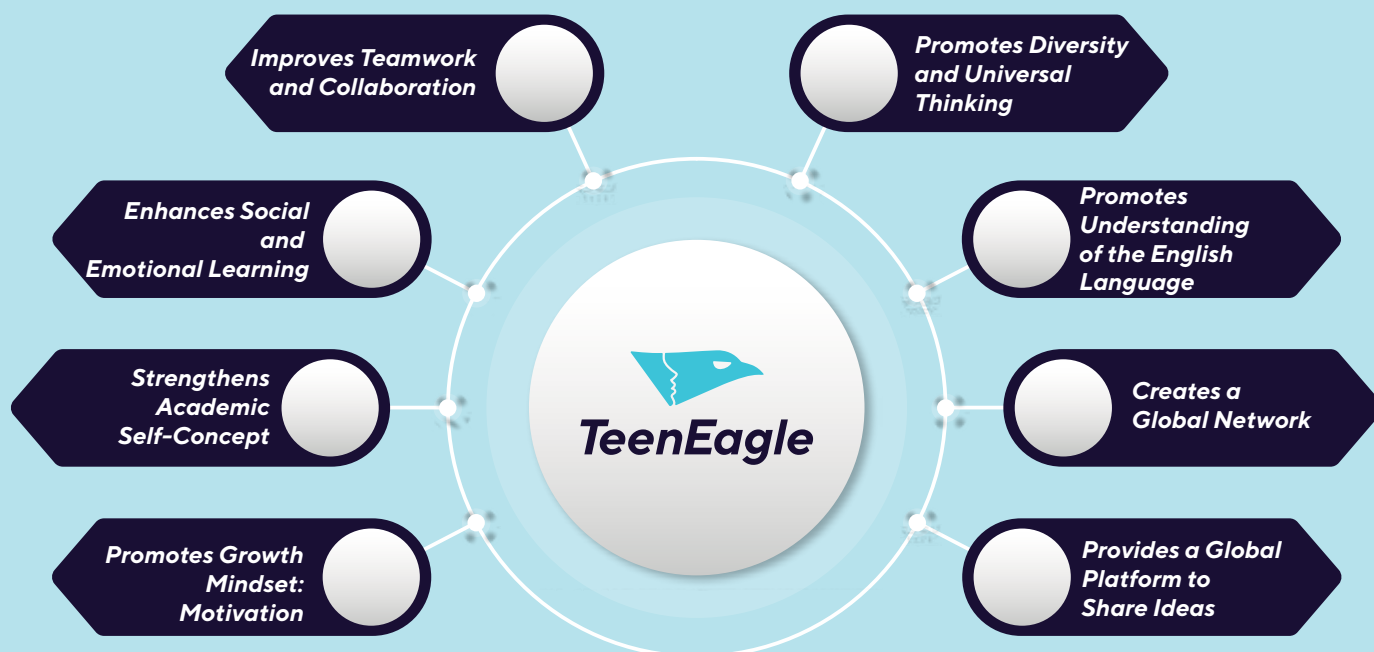 Improves Teamwork
and Collaboration
Promotes Diversity
and Universal
Thinking
Enhances Social
and
Emotional Learning
Promotes
Understanding
of the English
Language
Strengthens
Academic
Self-Concept
TeenEagle
Creates a
Global Network
Promotes Growth
Mindset:
Motivation
Provides a Global
Platform to
Share Ideas